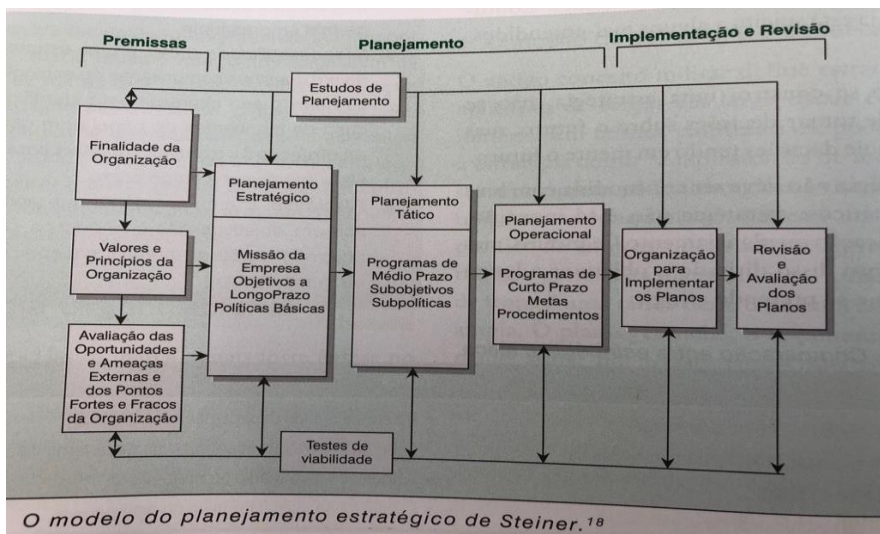 Premissas
Planejamento
Implementação e Revisão
Estudos de
Planejamento
Finalidade da
Organização
Valores e
Princípios da
Organização
Avaliação das
Oportunidades
e Ameaças
Externas e
dos Pontos
Fortes e Fracos
da Organização
Planejamento
Estratégico
Missão da
Empresa
Objetivos a
LongoPrazo
Políticas Básicas
Planejamento
Tático
Programas de
Médio Prazo
Subobjetivos
Subpolíticas
Planejamento
Operacional
Programas de
Curto Prazo
Metas
Procedimentos
Organização
para
Implementar
os Planos
Revisão
e
Avaliação
dos
Planos
Testes de
viabilidade
O modelo do planejamento estratégico de Steiner.¹⁸